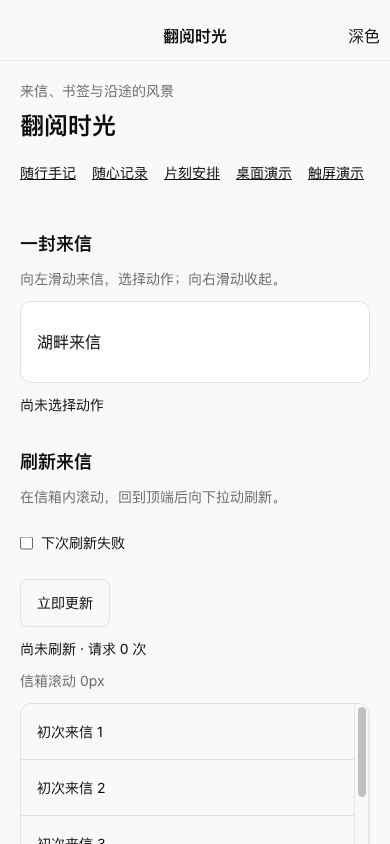 翻阅时光
深色
来信、书签与沿途的风景
翻阅时光
随行手记 随心记录 片刻安排 桌面演示 触屏演示
一封来信
向左滑动来信，选择动作；向右滑动收起。
湖畔来信
尚未选择动作
刷新来信
在信箱内滚动，回到顶端后向下拉动刷新。
下次刷新失败
立即更新
尚未刷新 · 请求 0 次
信箱滚动 0px
初次来信 1
初次来信 2
初次来信 3